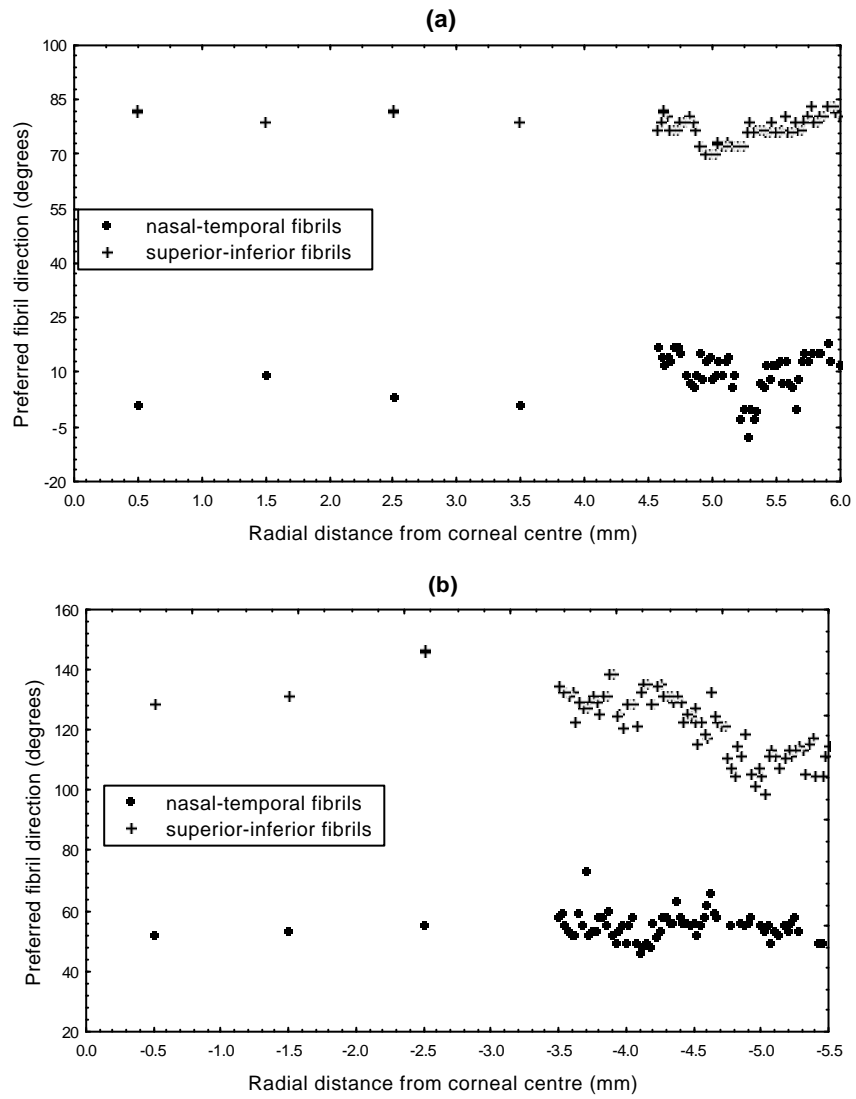 (a)
Preferred fibril direction (degrees)
100
85
70
55
40
25
10
-5
-20
nasal-temporal fibrils
superior-inferior fibrils
0.0 0.5 1.0 1.5 2.0 2.5 3.0 3.5 4.0 4.5 5.0 5.5 6.0
Radial distance from corneal centre (mm)
(b)
Preferred fibril direction (degrees)
160
140
120
100
80
60
40
20
nasal-temporal fibrils
superior-inferior fibrils
0.0 -0.5 -1.5 -1.5 -2.0 -2.5 -3.5 -3.5 -4.0 -4.5 -5.0 -5.5
Radial distance from corneal centre (mm)